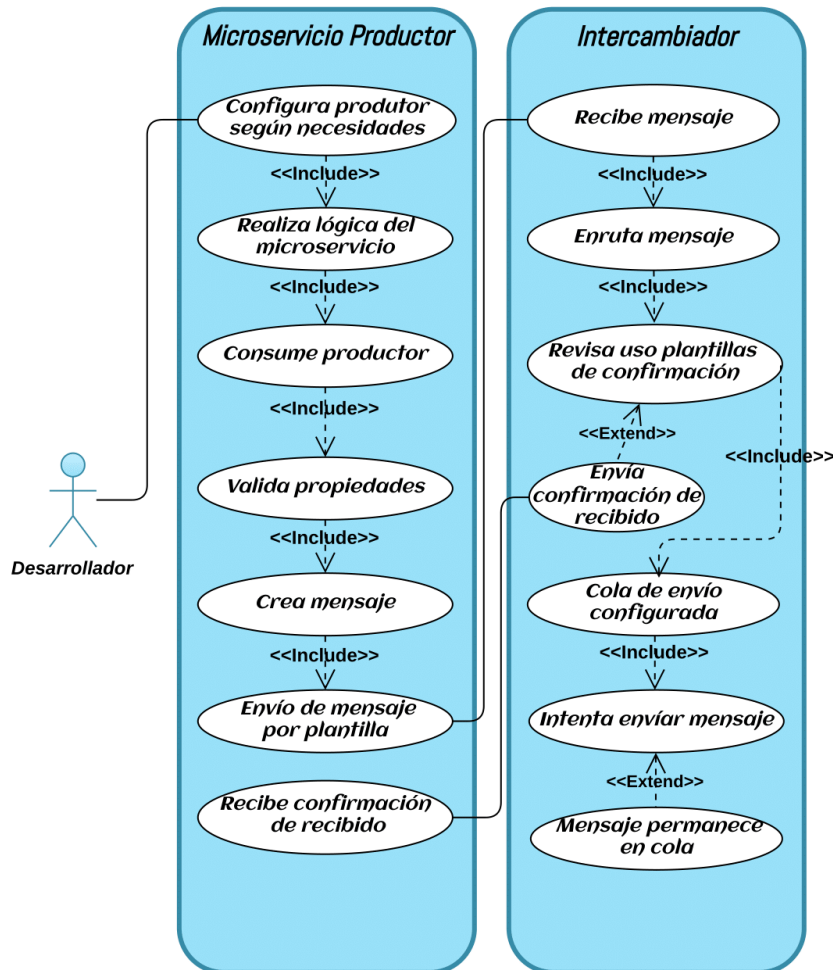 Microservicio Productor
Configura produtor
según necesidades
<<Include>>
Realiza lógica del
microservicio
<<Include>>
Consume productor
<<Include>>
Valida propiedades
<<Include>>
Crea mensaje
<<Include>>
Envío de mensaje
por plantilla
Recibe confirmación
de recibido
Desarrollador
Intercambiador
Recibe mensaje
<<Include>>
Enruta mensaje
<<Include>>
Revisa uso plantillas
de confirmación
<<Extend>>
<<Include>>
Envía
confirmación de
recibido
Cola de envío
configurada
<<Include>>
Intenta envíar mensaje
<<Extend>>
Mensaje permanece
en cola